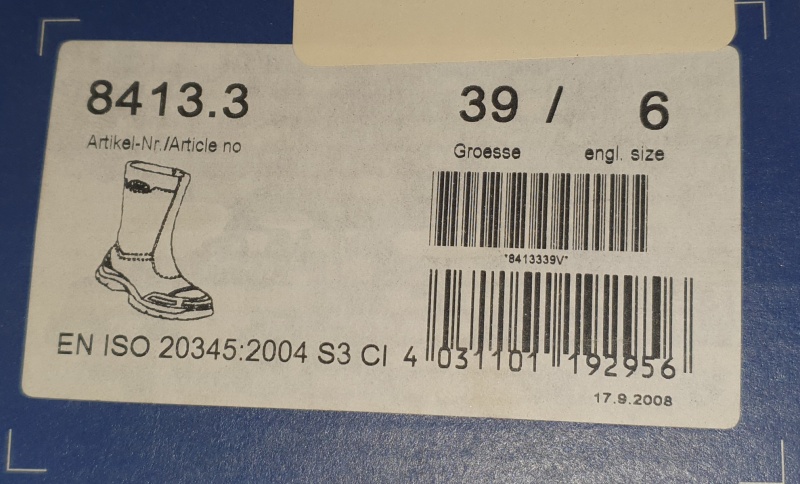 8413.3 39 / 6
Artikel-Nr./Article no Groesse engl. size
*8413339V*
EN ISO 20345:2004 S3 CI 4 031101 192956
17.9.2008